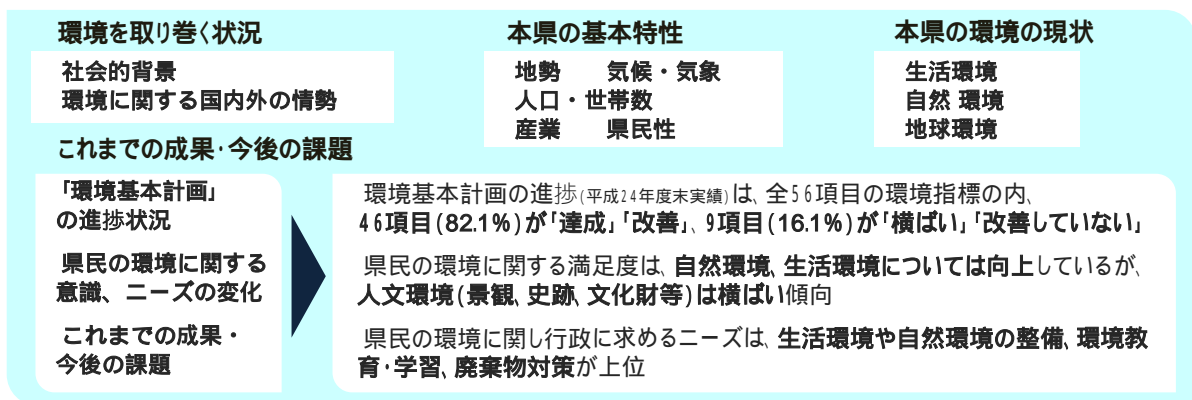 環境を取り巻く状況
社会的背景
環境に関する国内外の情勢
本県の基本特性
地勢　　気候・気象
人口・世帯数
産業　　県民性
本県の環境の現状
生活環境
自然 環境
地球環境
これまでの成果・今後の課題
「環境基本計画」
の進捗状況
県民の環境に関する
意識、ニーズの変化
これまでの成果・
今後の課題
環境基本計画の進捗(平成24年度末実績)は、全56項目の環境指標の内、
46項目(82.1%)が「達成」「改善」、9項目(16.1%)が「横ばい」「改善していない」
県民の環境に関する満足度は、自然環境、生活環境については向上しているが、
人文環境(景観、史跡、文化財等)は横ばい傾向
県民の環境に関し行政に求めるニーズは、生活環境や自然環境の整備、環境教
育・学習、廃棄物対策が上位